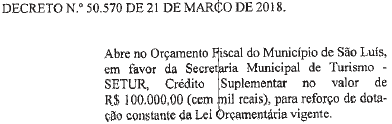 DECRETO N.º 50.570 DE 21 DE MARÇO DE 2018.
Abre no Orçamento Fiscal do Município de São Luís,
em favor da Secretaria Municipal de Turismo -
SETUR, Crédito Suplementar no valor de
R$ 100.000,00 (cem mil reais), para reforço de dota-
ção constante da Lei Orçamentária vigente.